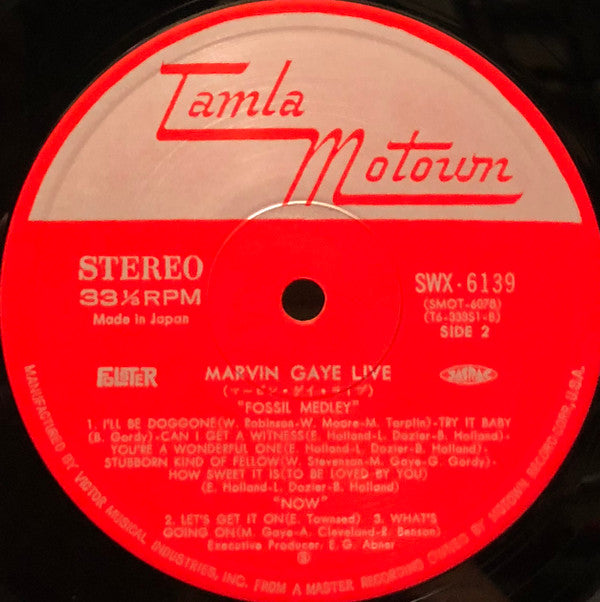 Tamla
Motown
STEREO
33⅓RPM
Made in Japan
SWX-6139
(SMOT-6078)
(T6-333S1-B)
SIDE 2
POLYSTER
JASRAC
MARVIN GAYE LIVE
(マービン・ゲイ・ライヴ)
"FOSSIL MEDLEY"
1. I'LL BE DOGGONE(W. Robinson-W. Moore-M. Tarplin)-TRY IT BABY
(B. Gordy)-CAN I GET A WITNESS(E. Holland-L. Dozier-B. Holland)-
YOU'RE A WONDERFUL ONE(E. Holland-L. Dozier-B. Holland)-
STUBBORN KIND OF FELLOW(W. Stevenson-M. Gaye-G. Gordy)-
HOW SWEET IT IS(TO BE LOVED BY YOU)
(E. Holland-L. Dozier-B. Holland)
"NOW"
2. LET'S GET IT ON(E. Townsed) 3. WHAT'S
GOING ON(M. Gaye-A. Cleveland-R. Benson)
Executive Producer: E. G. Abner
Ⓢ
MANUFACTURED BY VICTOR MUSICAL INDUSTRIES, INC. FROM A MASTER RECORDING OWNED BY MOTOWN RECORD CORP., U.S.A.